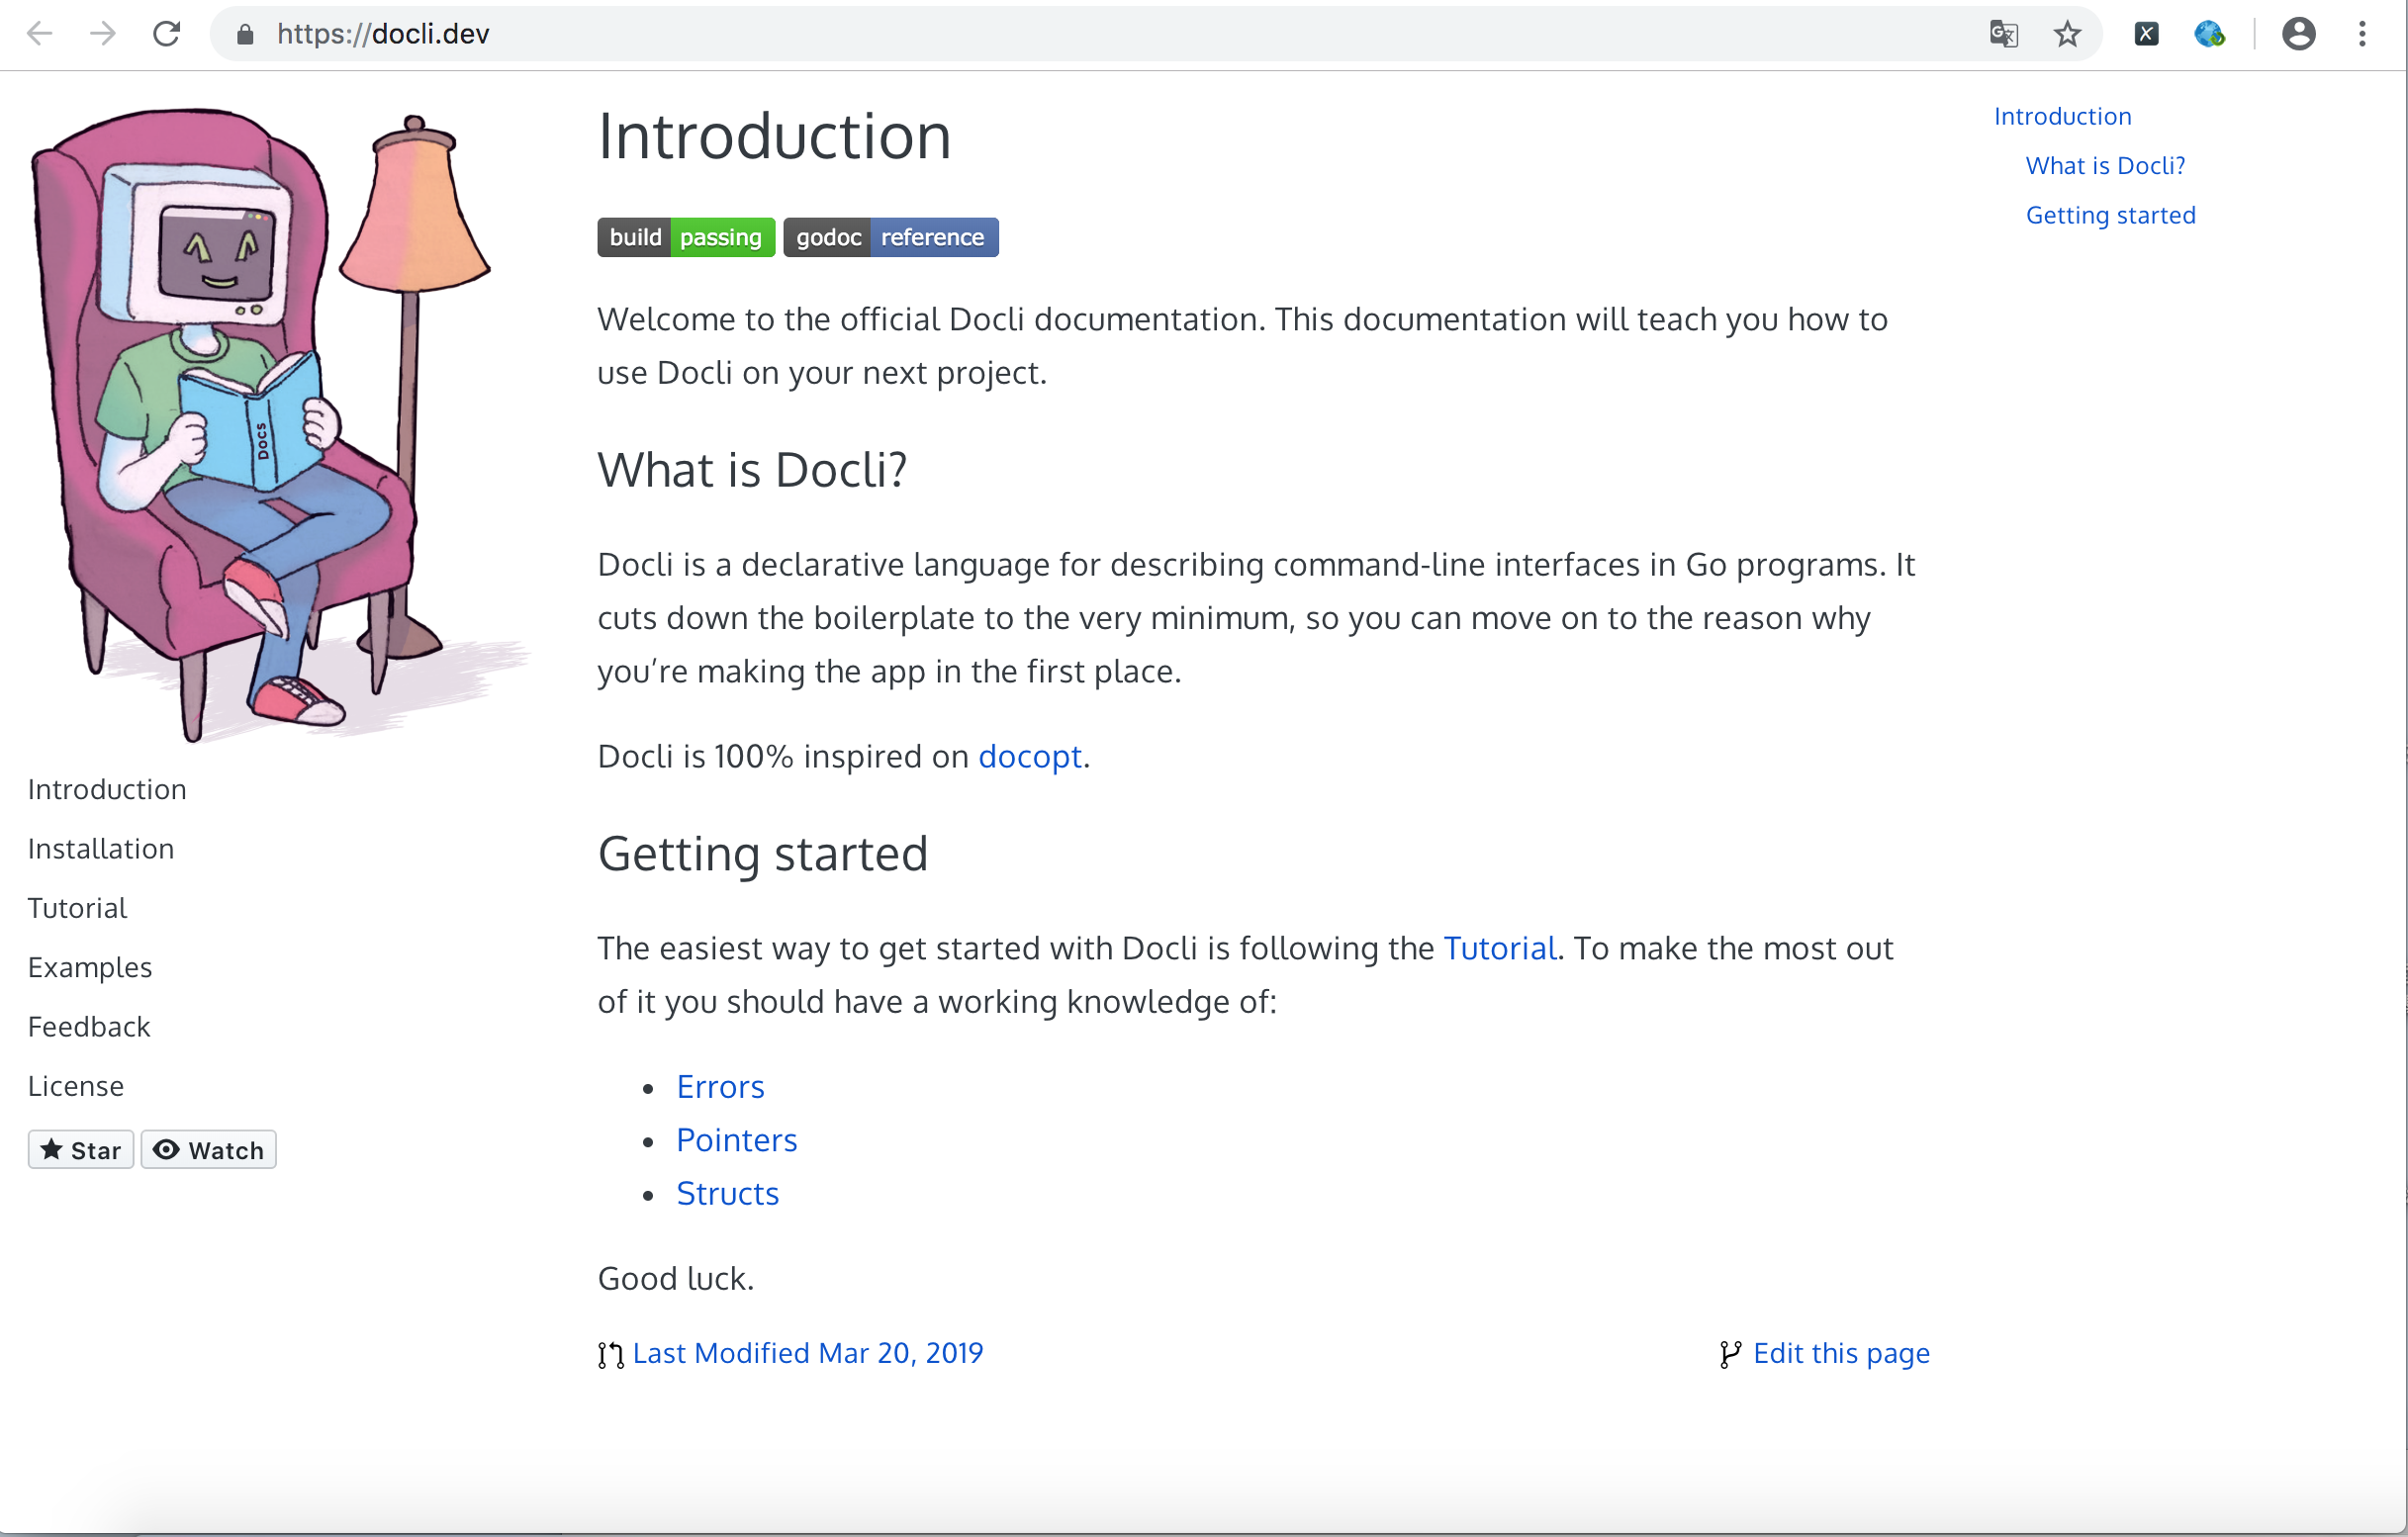 https://docli.dev
Docs
Introduction
Installation
Tutorial
Examples
Feedback
License
Star
Watch
Introduction
build passing
godoc reference
Welcome to the official Docli documentation. This documentation will teach you how to
use Docli on your next project.
What is Docli?
Docli is a declarative language for describing command-line interfaces in Go programs. It
cuts down the boilerplate to the very minimum, so you can move on to the reason why
you’re making the app in the first place.
Docli is 100% inspired on docopt.
Getting started
The easiest way to get started with Docli is following the Tutorial. To make the most out
of it you should have a working knowledge of:
• Errors
• Pointers
• Structs
Good luck.
Last Modified Mar 20, 2019
Edit this page
Introduction
What is Docli?
Getting started